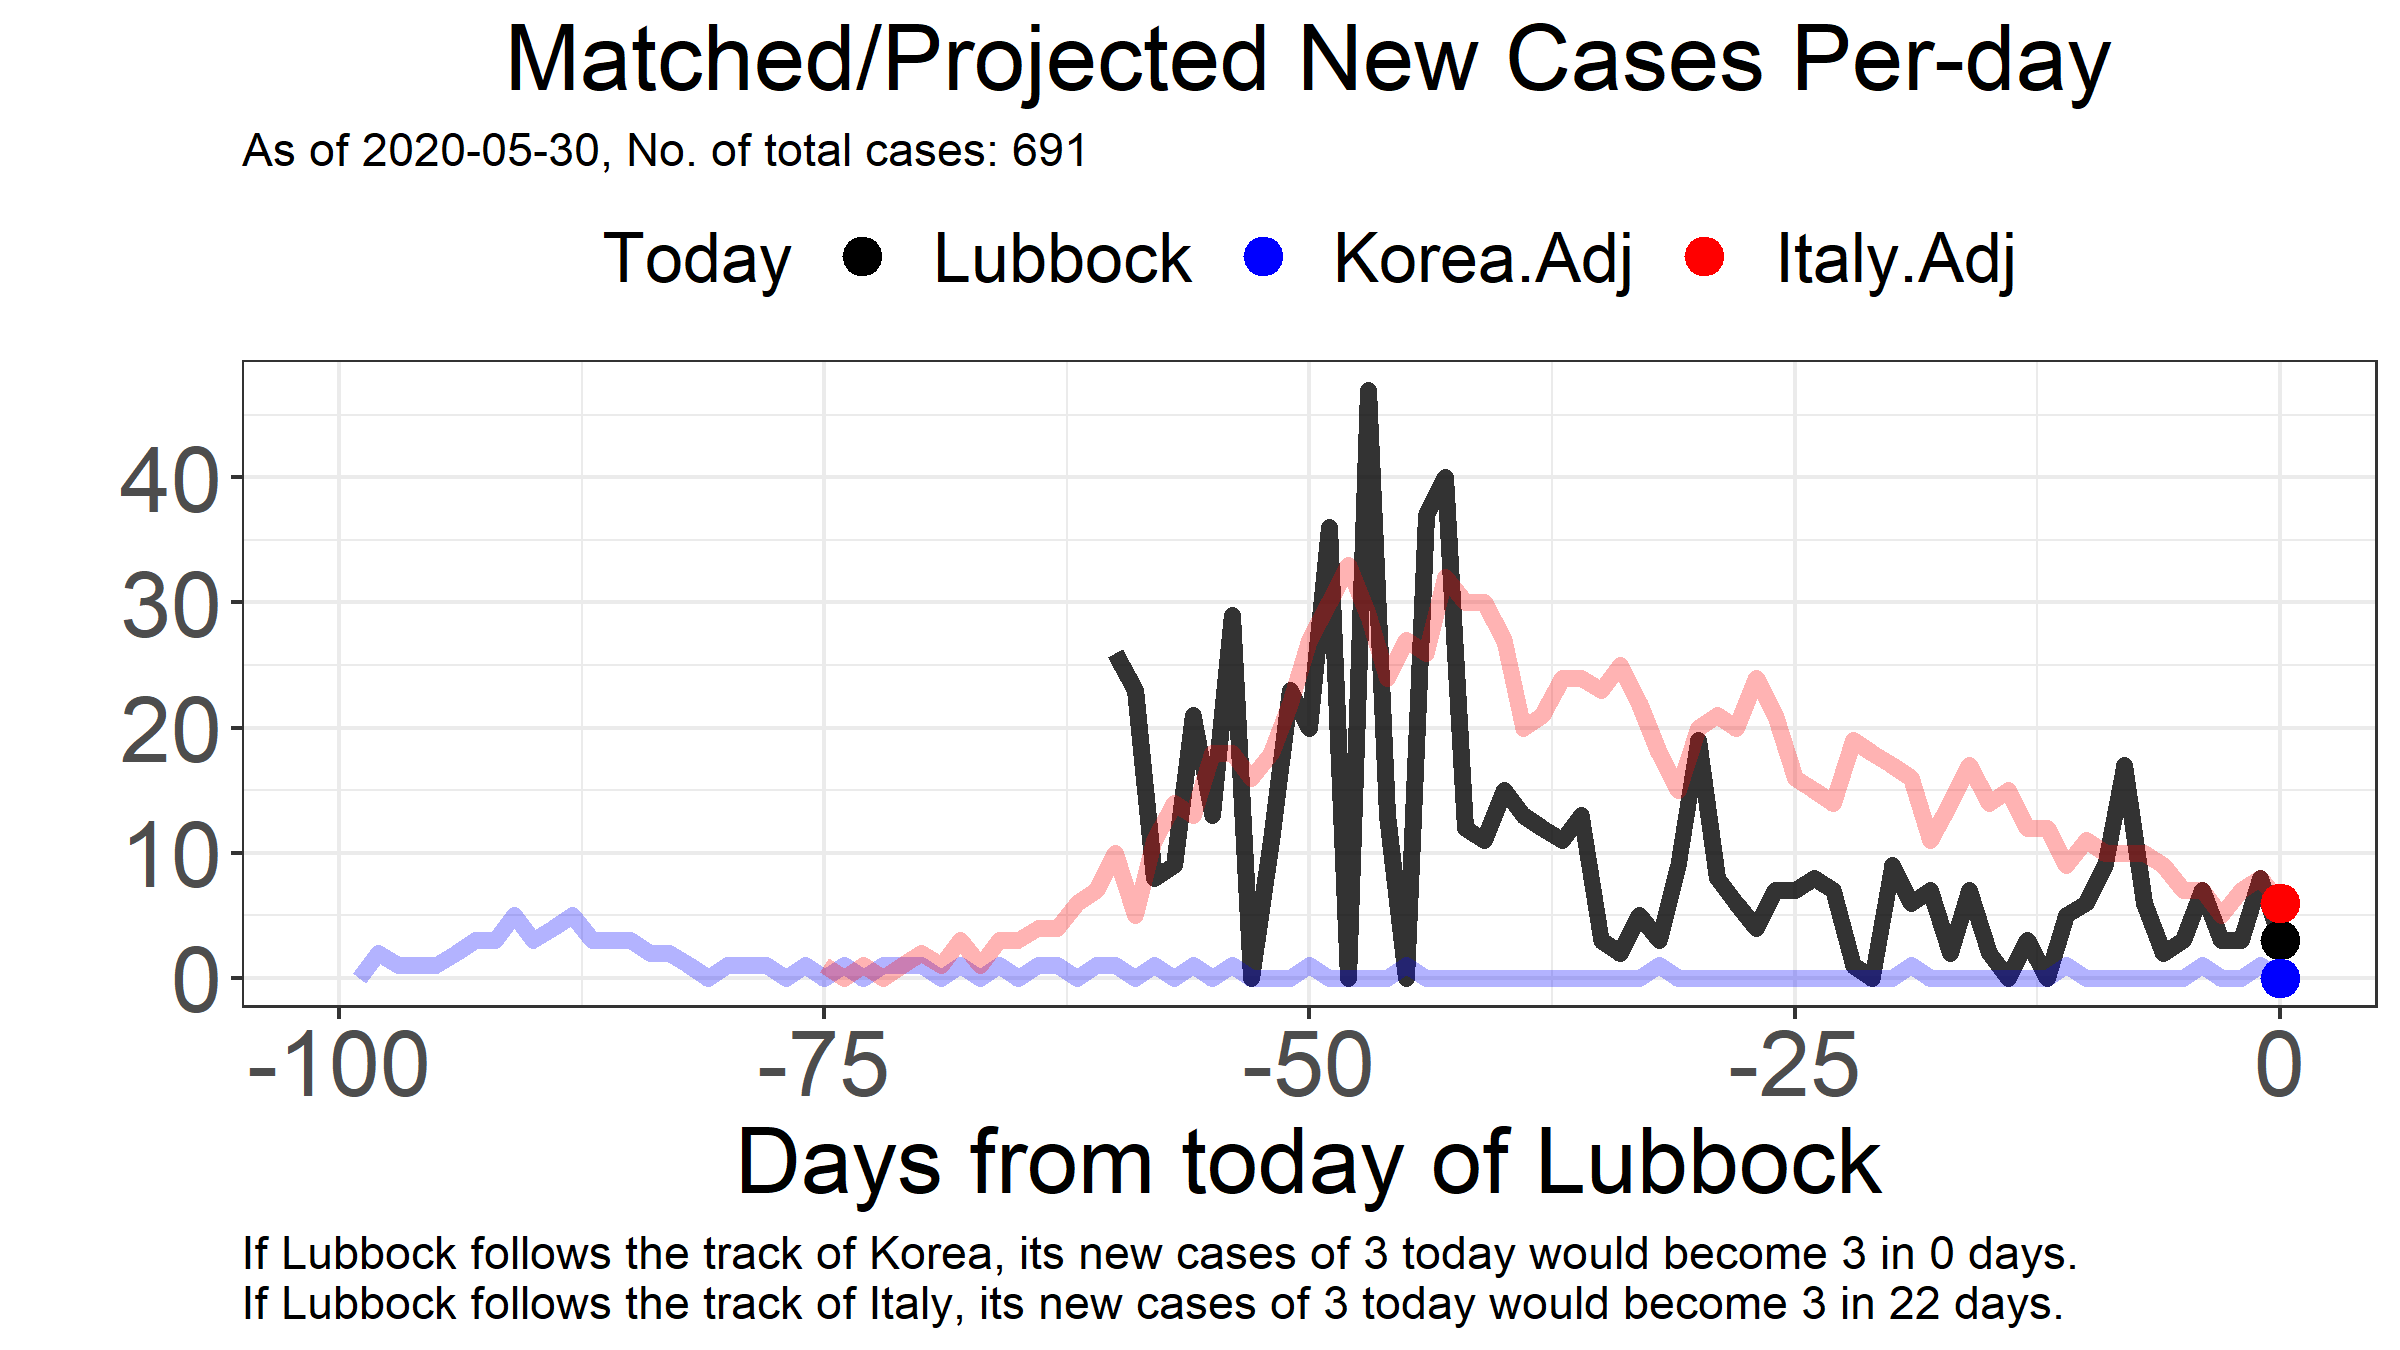 Matched/Projected New Cases Per-day
As of 2020-05-30, No. of total cases: 691
Today Lubbock Korea.Adj Italy.Adj
40
30
20
10
0
-100 -75 -50 -25 0
Days from today of Lubbock
If Lubbock follows the track of Korea, its new cases of 3 today would become 3 in 0 days.
If Lubbock follows the track of Italy, its new cases of 3 today would become 3 in 22 days.